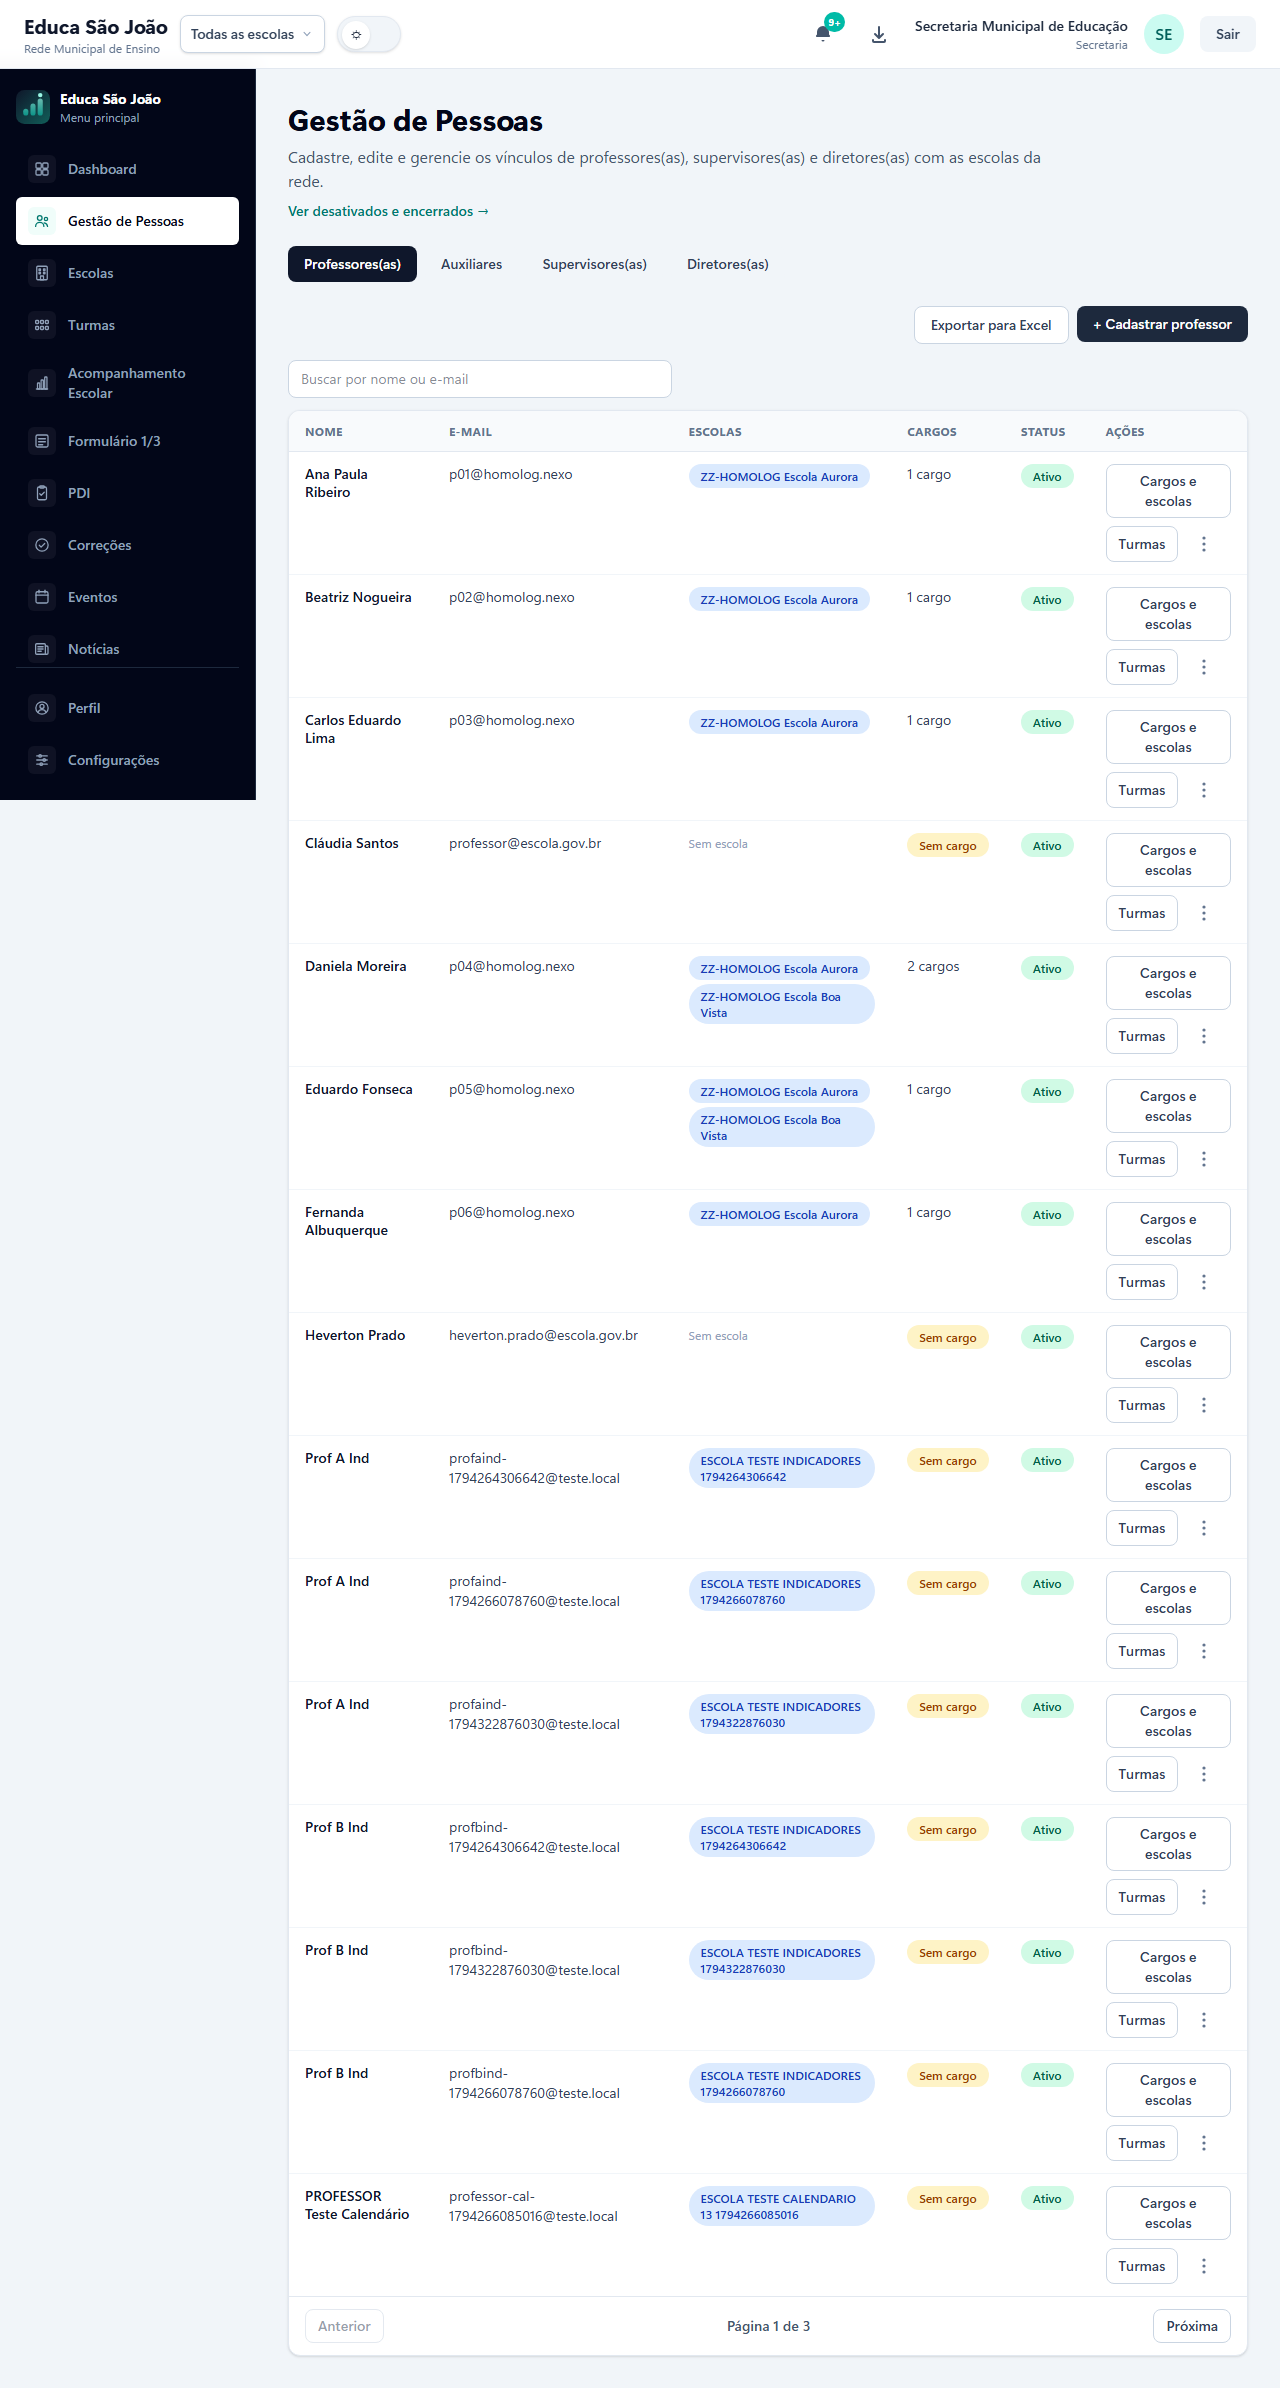 Educa São João
Rede Municipal de Ensino
Todas as escolas
9+
Secretaria Municipal de Educação
Secretaria
SE
Sair
Educa São João
Menu principal
Dashboard
Gestão de Pessoas
Escolas
Turmas
Acompanhamento
Escolar
Formulário 1/3
PDI
Correções
Eventos
Notícias
Perfil
Configurações
Gestão de Pessoas
Cadastre, edite e gerencie os vínculos de professores(as), supervisores(as) e diretores(as) com as escolas da
rede.
Ver desativados e encerrados →
Professores(as)
Auxiliares
Supervisores(as)
Diretores(as)
Exportar para Excel
+ Cadastrar professor
Buscar por nome ou e-mail
NOME E-MAIL ESCOLAS CARGOS STATUS AÇÕES
Ana Paula
Ribeiro
p01@homolog.nexo
ZZ-HOMOLOG Escola Aurora
1 cargo
Ativo
Cargos e
escolas
Turmas
Beatriz Nogueira
p02@homolog.nexo
ZZ-HOMOLOG Escola Aurora
1 cargo
Ativo
Cargos e
escolas
Turmas
Carlos Eduardo
Lima
p03@homolog.nexo
ZZ-HOMOLOG Escola Aurora
1 cargo
Ativo
Cargos e
escolas
Turmas
Cláudia Santos
professor@escola.gov.br
Sem escola
Sem cargo
Ativo
Cargos e
escolas
Turmas
Daniela Moreira
p04@homolog.nexo
ZZ-HOMOLOG Escola Aurora
ZZ-HOMOLOG Escola Boa
Vista
2 cargos
Ativo
Cargos e
escolas
Turmas
Eduardo Fonseca
p05@homolog.nexo
ZZ-HOMOLOG Escola Aurora
ZZ-HOMOLOG Escola Boa
Vista
1 cargo
Ativo
Cargos e
escolas
Turmas
Fernanda
Albuquerque
p06@homolog.nexo
ZZ-HOMOLOG Escola Aurora
1 cargo
Ativo
Cargos e
escolas
Turmas
Heverton Prado
heverton.prado@escola.gov.br
Sem escola
Sem cargo
Ativo
Cargos e
escolas
Turmas
Prof A Ind
profaind-
1794264306642@teste.local
ESCOLA TESTE INDICADORES
1794264306642
Sem cargo
Ativo
Cargos e
escolas
Turmas
Prof A Ind
profaind-
1794266078760@teste.local
ESCOLA TESTE INDICADORES
1794266078760
Sem cargo
Ativo
Cargos e
escolas
Turmas
Prof A Ind
profaind-
1794322876030@teste.local
ESCOLA TESTE INDICADORES
1794322876030
Sem cargo
Ativo
Cargos e
escolas
Turmas
Prof B Ind
profbind-
1794264306642@teste.local
ESCOLA TESTE INDICADORES
1794264306642
Sem cargo
Ativo
Cargos e
escolas
Turmas
Prof B Ind
profbind-
1794322876030@teste.local
ESCOLA TESTE INDICADORES
1794322876030
Sem cargo
Ativo
Cargos e
escolas
Turmas
Prof B Ind
profbind-
1794266078760@teste.local
ESCOLA TESTE INDICADORES
1794266078760
Sem cargo
Ativo
Cargos e
escolas
Turmas
PROFESSOR
Teste Calendário
professor-cal-
1794266085016@teste.local
ESCOLA TESTE CALENDARIO
13 1794266085016
Sem cargo
Ativo
Cargos e
escolas
Turmas
Anterior
Página 1 de 3
Próxima